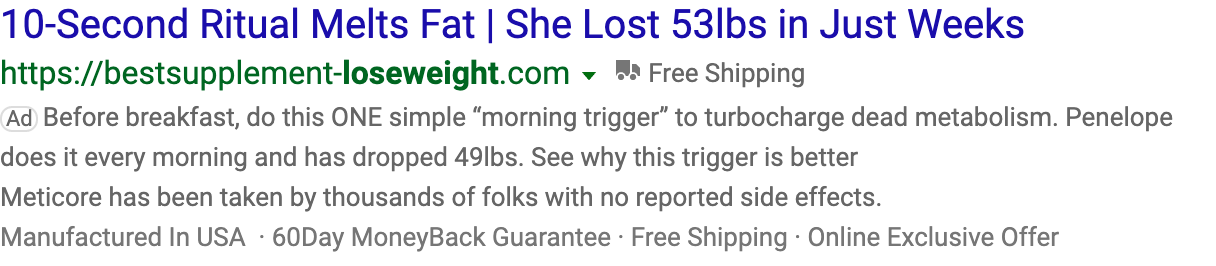 10-Second Ritual Melts Fat | She Lost 53lbs in Just Weeks
https://bestsupplement-loseweight.com Free Shipping
Ad Before breakfast, do this ONE simple “morning trigger” to turbocharge dead metabolism. Penelope
does it every morning and has dropped 49lbs. See why this trigger is better
Meticore has been taken by thousands of folks with no reported side effects.
Manufactured In USA · 60Day MoneyBack Guarantee · Free Shipping · Online Exclusive Offer